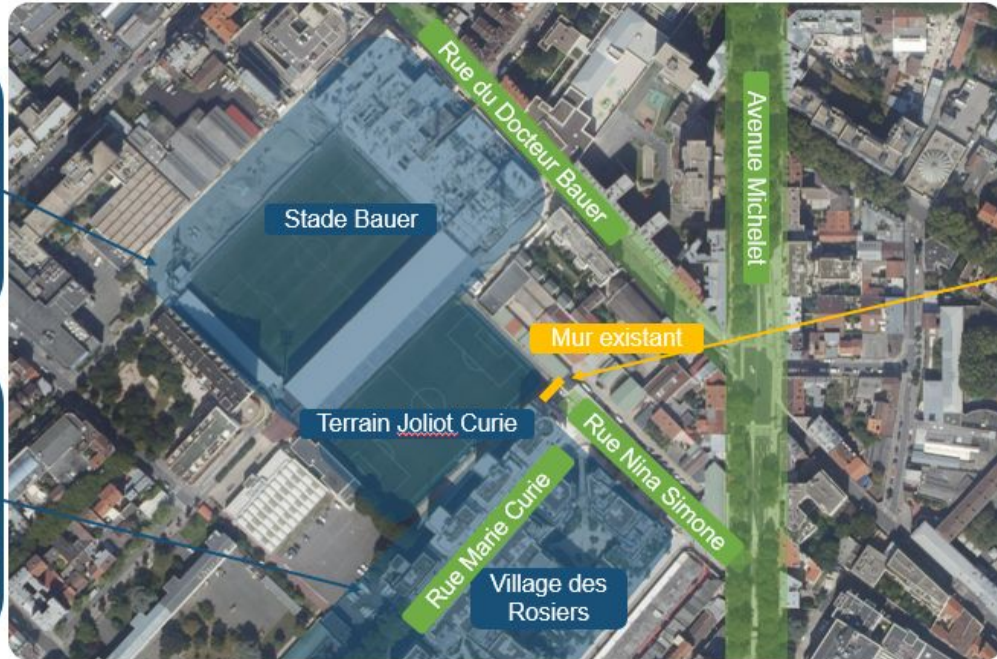 Rue du Docteur Bauer
Avenue Michelet
Stade Bauer
Mur existant
Terrain Joliot Curie
Rue Nina Simone
Rue Marie Curie
Village des
Rosiers